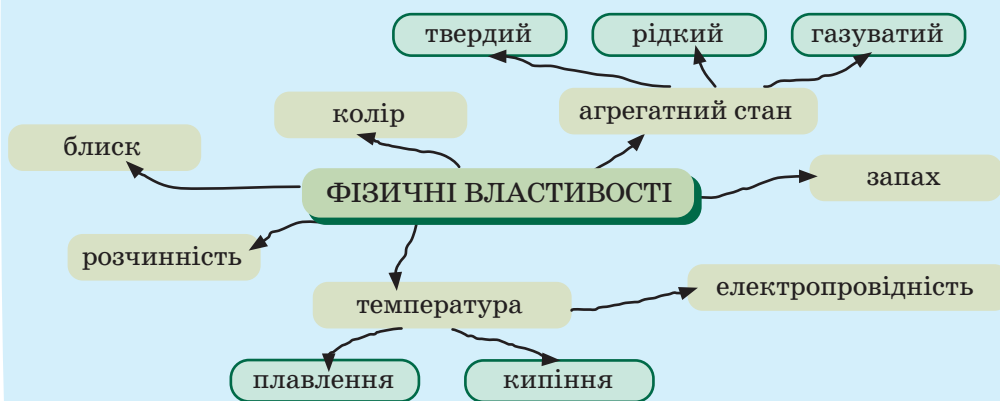 твердий
рідкий
газуватий
агрегатний стан
колір
блиск
ФІЗИЧНІ ВЛАСТИВОСТІ
запах
розчинність
температура
електропровідність
плавлення
кипіння